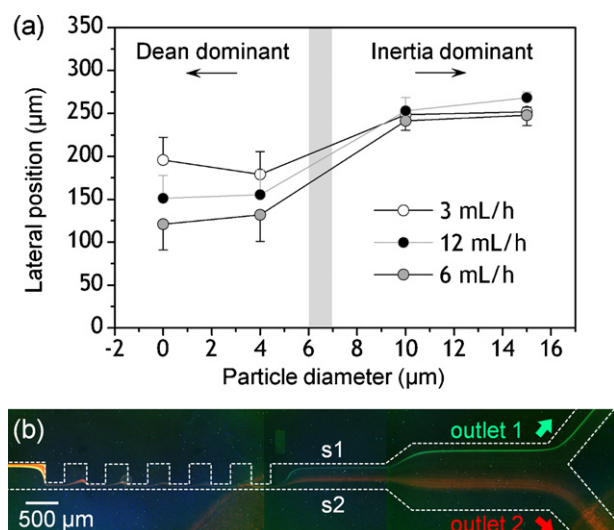 (a)
350
300
250
200
150
100
50
0
Lateral position (µm)
Dean dominant
Inertia dominant
3 mL/h
12 mL/h
6 mL/h
-2 0 2 4 6 8 10 12 14 16
Particle diameter (µm)
(b)
s1
outlet 1
s2
500 µm
outlet 2